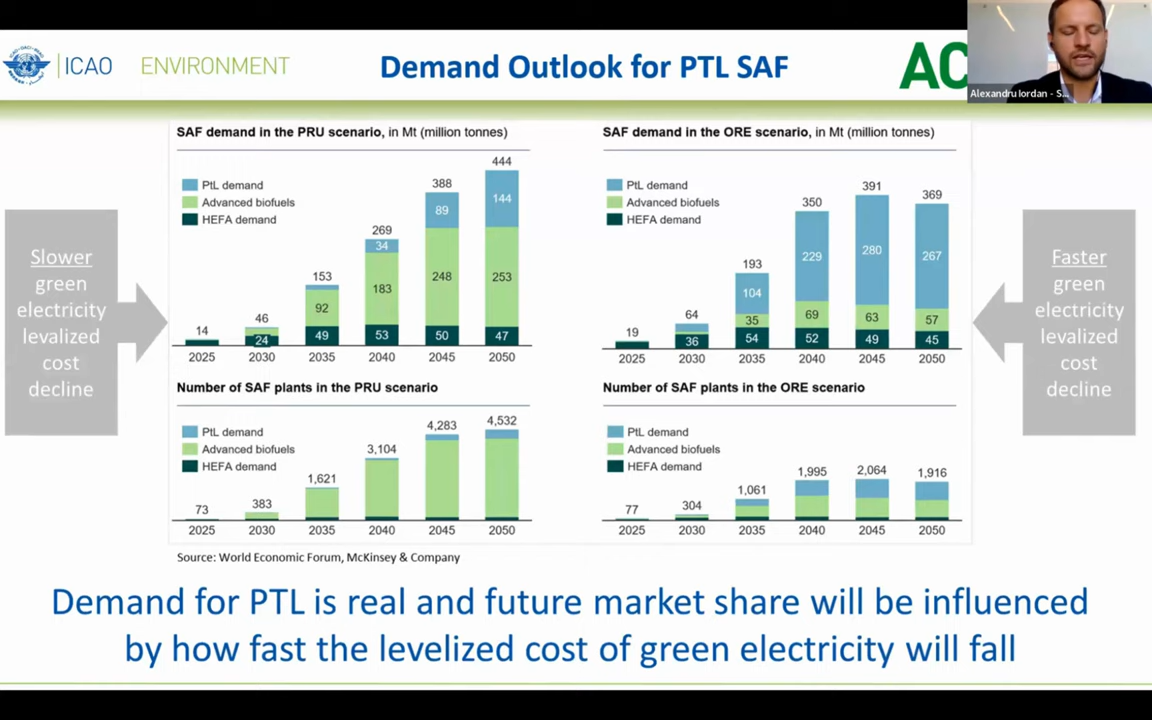 ICAO
ENVIRONMENT
Demand Outlook for PTL SAF
AC
Alexandru Iordan - S...
Slower
green
electricity
levalized
cost
decline
SAF demand in the PRU scenario, in Mt (million tonnes)
PtL demand
Advanced biofuels
HEFA demand
14
46
153
269
388
444
34
89
144
92
183
248
253
24
49
53
50
47
2025 2030 2035 2040 2045 2050
SAF demand in the ORE scenario, in Mt (million tonnes)
PtL demand
Advanced biofuels
HEFA demand
19
64
193
350
391
369
104
229
280
267
35
69
63
57
36
54
52
49
45
2025 2030 2035 2040 2045 2050
Faster
green
electricity
levalized
cost
decline
Number of SAF plants in the PRU scenario
PtL demand
Advanced biofuels
HEFA demand
73
383
1,621
3,104
4,283
4,532
2025 2030 2035 2040 2045 2050
Number of SAF plants in the ORE scenario
PtL demand
Advanced biofuels
HEFA demand
77
304
1,061
1,995
2,064
1,916
2025 2030 2035 2040 2045 2050
Source: World Economic Forum, McKinsey & Company
Demand for PTL is real and future market share will be influenced
by how fast the levelized cost of green electricity will fall